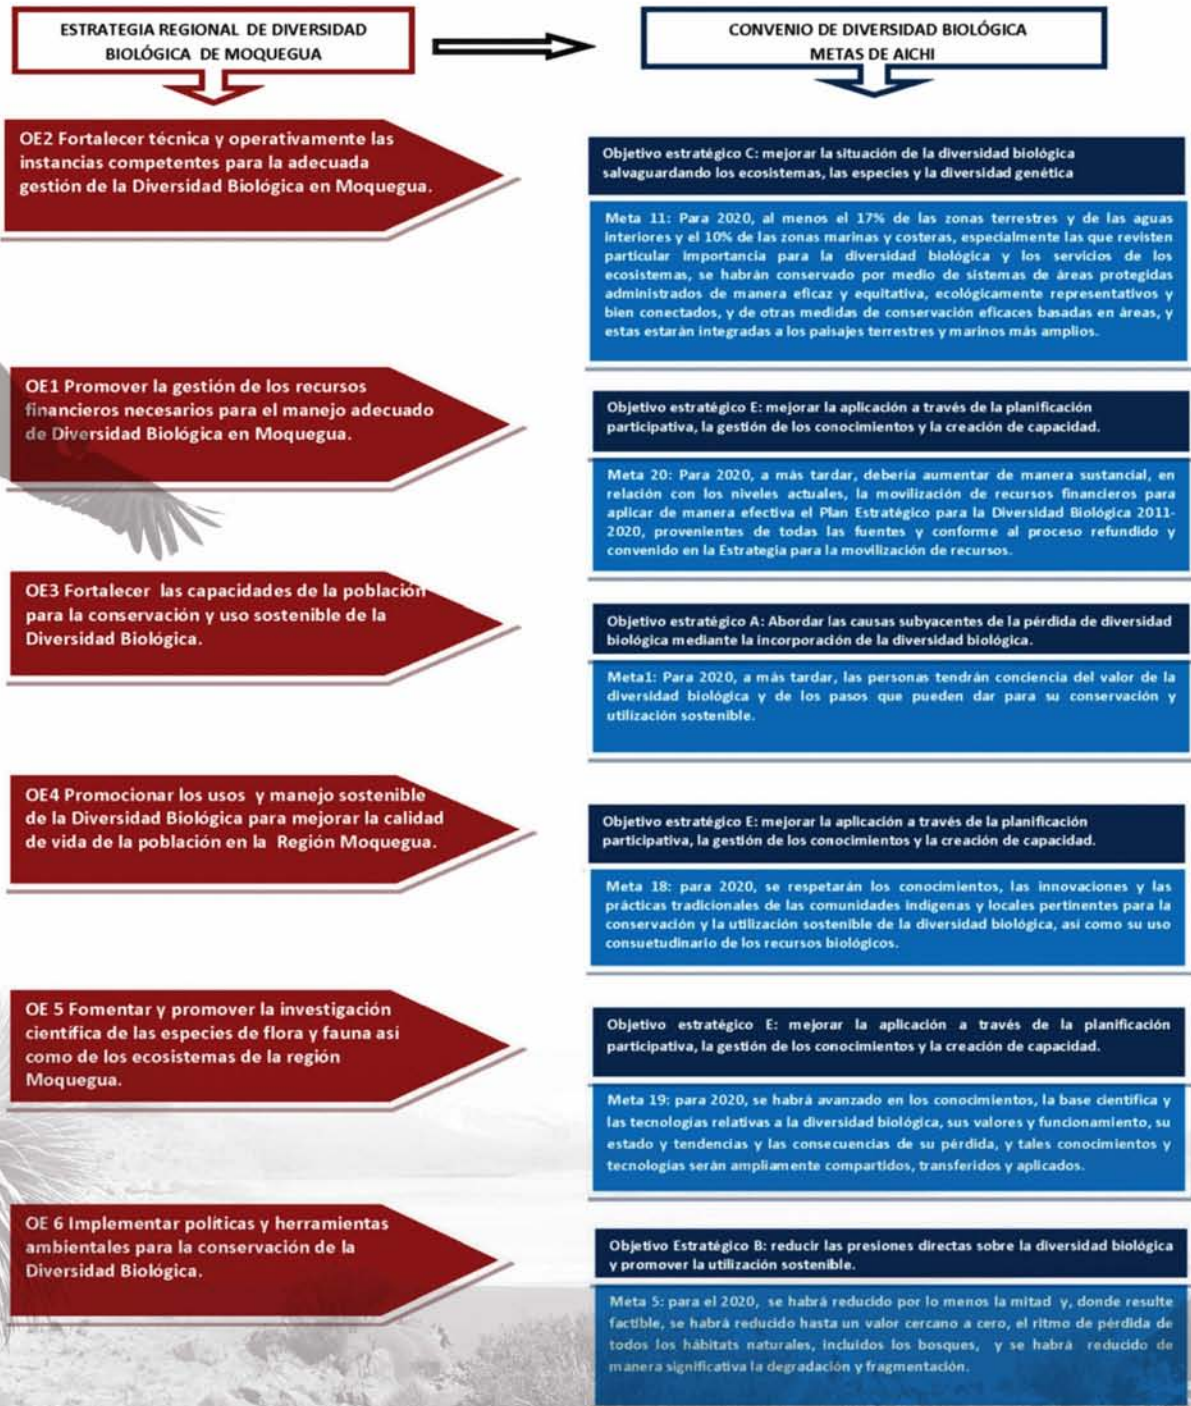 ESTRATEGIA REGIONAL DE DIVERSIDAD
BIOLÓGICA DE MOQUEGUA
CONVENIO DE DIVERSIDAD BIOLÓGICA
METAS DE AICHI
OE2 Fortalecer técnica y operativamente las
instancias competentes para la adecuada
gestión de la Diversidad Biológica en Moquegua.
Objetivo estratégico C: mejorar la situación de la diversidad biológica
salvaguardando los ecosistemas, las especies y la diversidad genética
Meta 11: Para 2020, al menos el 17% de las zonas terrestres y de las aguas
interiores y el 10% de las zonas marinas y costeras, especialmente las que revisten
particular importancia para la diversidad biológica y los servicios de los
ecosistemas, se habrán conservado por medio de sistemas de áreas protegidas
administrados de manera eficaz y equitativa, ecológicamente representativos y
bien conectados, y de otras medidas de conservación eficaces basadas en áreas, y
estas estarán integradas a los paisajes terrestres y marinos más amplios.
OE1 Promover la gestión de los recursos
financieros necesarios para el manejo adecuado
de Diversidad Biológica en Moquegua.
Objetivo estratégico E: mejorar la aplicación a través de la planificación
participativa, la gestión de los conocimientos y la creación de capacidad.
Meta 20: Para 2020, a más tardar, debería aumentar de manera sustancial, en
relación con los niveles actuales, la movilización de recursos financieros para
aplicar de manera efectiva el Plan Estratégico para la Diversidad Biológica 2011-
2020, provenientes de todas las fuentes y conforme al proceso refundido y
convenido en la Estrategia para la movilización de recursos.
OE3 Fortalecer las capacidades de la población
para la conservación y uso sostenible de la
Diversidad Biológica.
Objetivo estratégico A: Abordar las causas subyacentes de la pérdida de diversidad
biológica mediante la incorporación de la diversidad biológica.
Meta1: Para 2020, a más tardar, las personas tendrán conciencia del valor de la
diversidad biológica y de los pasos que pueden dar para su conservación y
utilización sostenible.
OE4 Promocionar los usos y manejo sostenible
de la Diversidad Biológica para mejorar la calidad
de vida de la población en la Región Moquegua.
Objetivo estratégico E: mejorar la aplicación a través de la planificación
participativa, la gestión de los conocimientos y la creación de capacidad.
Meta 18: para 2020, se respetarán los conocimientos, las innovaciones y las
prácticas tradicionales de las comunidades indígenas y locales pertinentes para la
conservación y la utilización sostenible de la diversidad biológica, así como su uso
consuetudinario de los recursos biológicos.
OE 5 Fomentar y promover la investigación
científica de las especies de flora y fauna así
como de los ecosistemas de la región
Moquegua.
Objetivo estratégico E: mejorar la aplicación a través de la planificación
participativa, la gestión de los conocimientos y la creación de capacidad.
Meta 19: para 2020, se habrá avanzado en los conocimientos, la base científica y
las tecnologías relativas a la diversidad biológica, sus valores y funcionamiento, su
estado y tendencias y las consecuencias de su pérdida, y tales conocimientos y
tecnologías serán ampliamente compartidos, transferidos y aplicados.
OE 6 Implementar políticas y herramientas
ambientales para la conservación de la
Diversidad Biológica.
Objetivo Estratégico B: reducir las presiones directas sobre la diversidad biológica
y promover la utilización sostenible.
Meta 5: para el 2020, se habrá reducido por lo menos la mitad y, donde resulte
factible, se habrá reducido hasta un valor cercano a cero, el ritmo de pérdida de
todos los hábitats naturales, incluidos los bosques, y se habrá reducido de
manera significativa la degradación y fragmentación.